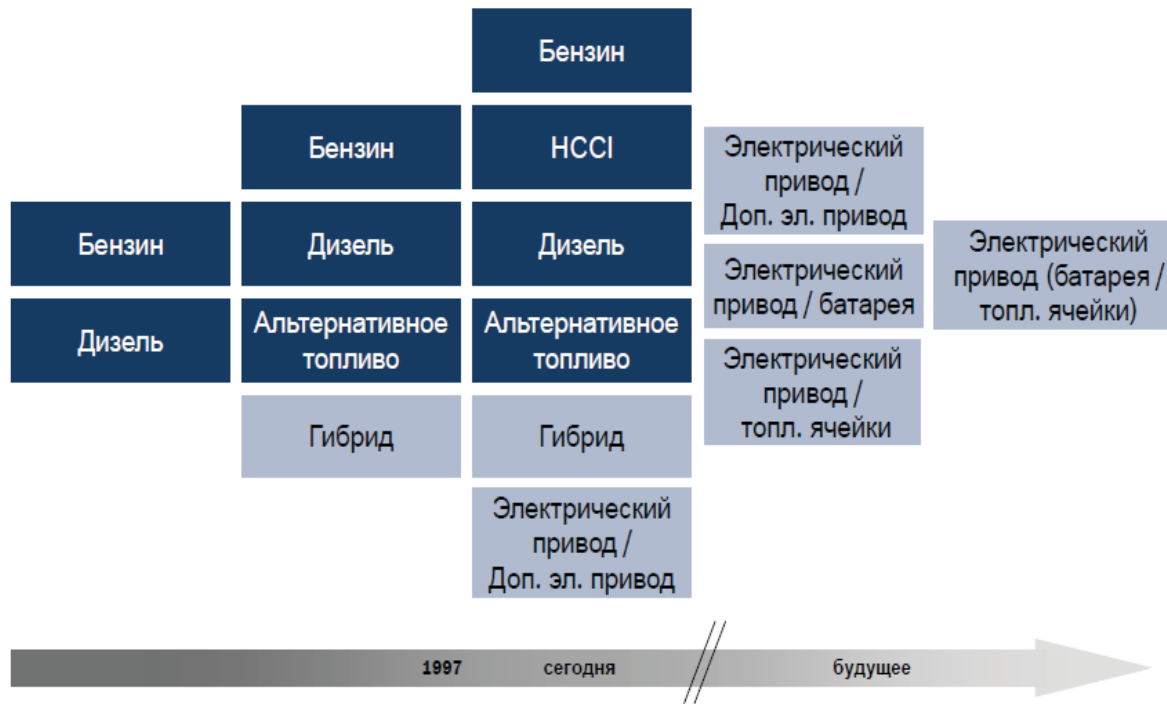 Бензин
Дизель
Бензин
Дизель
Альтернативное
топливо
Гибрид
Бензин
HCCI
Дизель
Альтернативное
топливо
Гибрид
Электрический
привод /
Доп. эл. привод
Электрический
привод /
Доп. эл. привод
Электрический
привод / батарея
Электрический
привод /
топл. ячейки
Электрический
привод (батарея /
топл. ячейки)
1997
сегодня
будущее